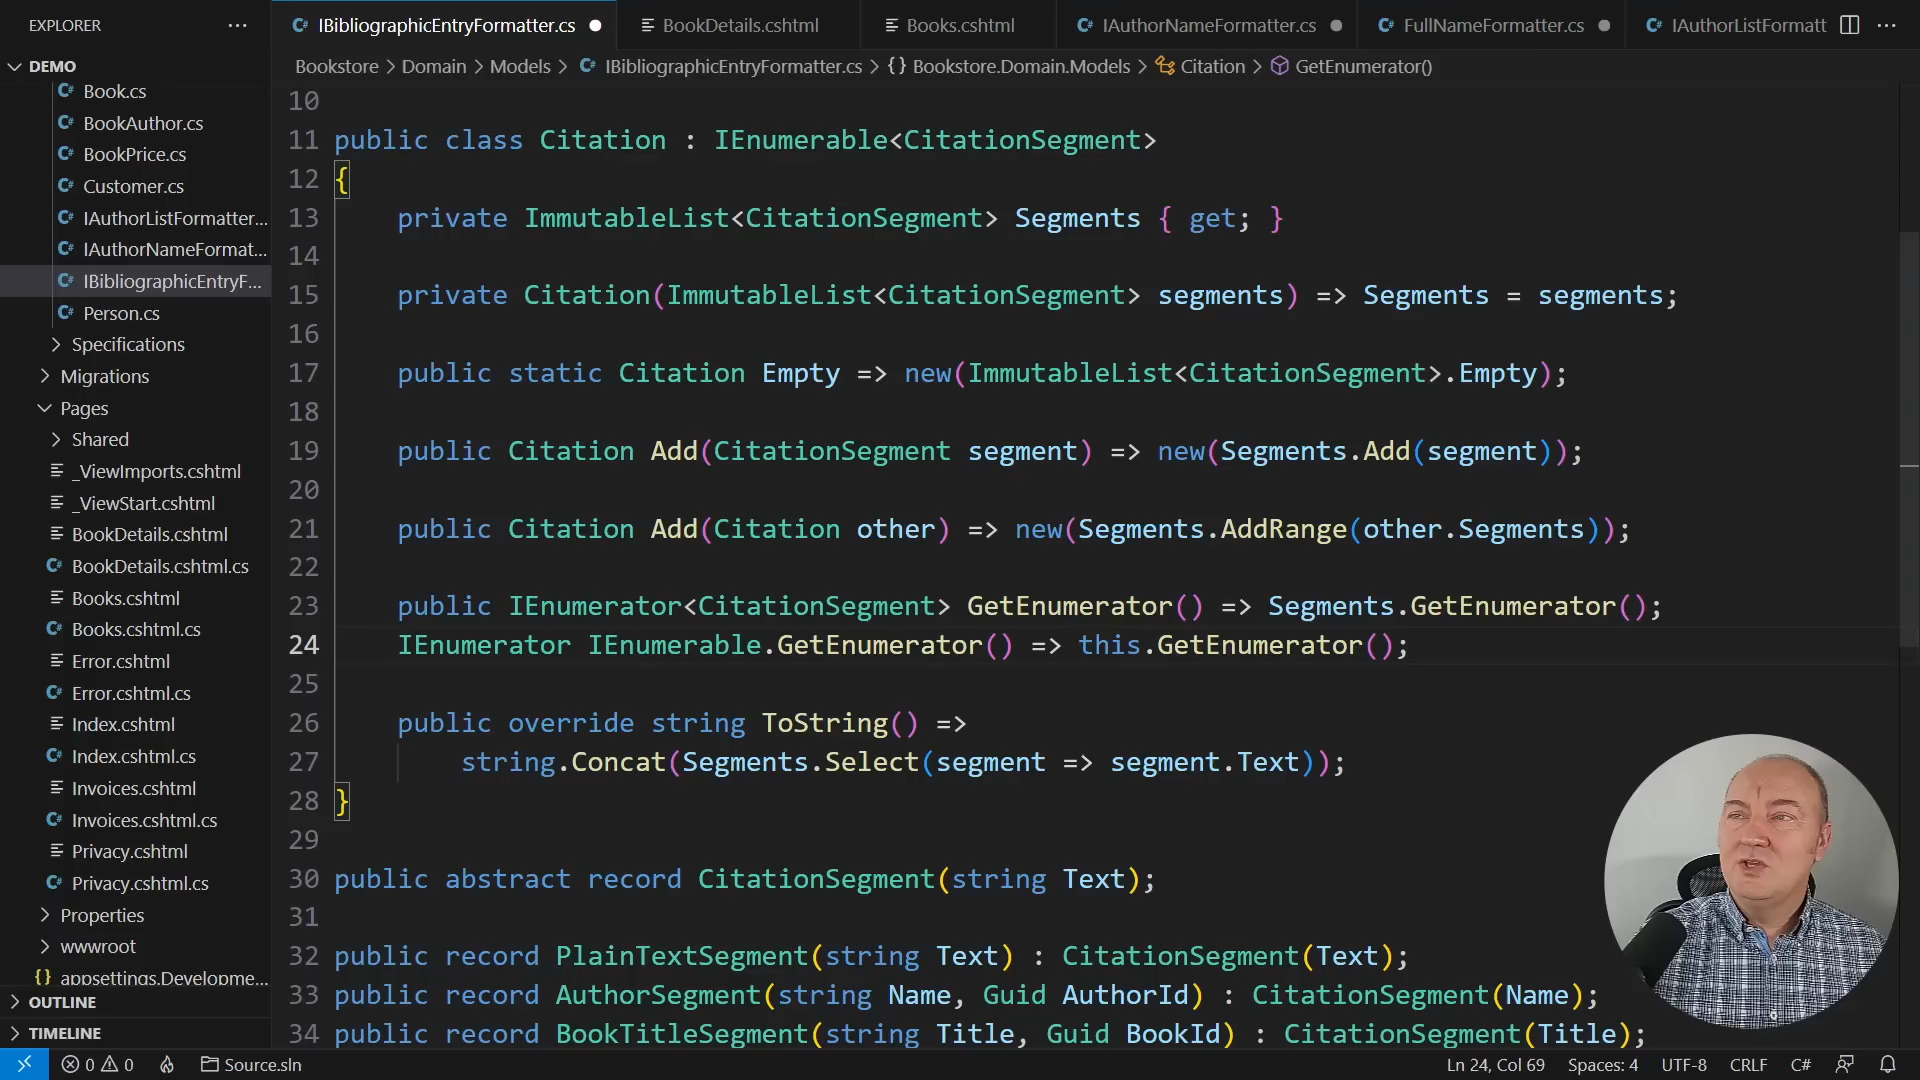 EXPLORER
DEMO
Book.cs
BookAuthor.cs
BookPrice.cs
Customer.cs
IAuthorListFormatter...
IAuthorNameFormat...
IBibliographicEntryF...
Person.cs
Specifications
Migrations
Pages
Shared
_ViewImports.cshtml
_ViewStart.cshtml
BookDetails.cshtml
BookDetails.cshtml.cs
Books.cshtml
Books.cshtml.cs
Error.cshtml
Error.cshtml.cs
Index.cshtml
Index.cshtml.cs
Invoices.cshtml
Invoices.cshtml.cs
Privacy.cshtml
Privacy.cshtml.cs
Properties
wwwroot
{} appsettings.Developme...
OUTLINE
TIMELINE
IBibliographicEntryFormatter.cs BookDetails.cshtml Books.cshtml IAuthorNameFormatter.cs FullNameFormatter.cs IAuthorListFormatt
Bookstore > Domain > Models > IBibliographicEntryFormatter.cs > {} Bookstore.Domain.Models > Citation > GetEnumerator()
10
11 public class Citation : IEnumerable<CitationSegment>
12 {
13 private ImmutableList<CitationSegment> Segments { get; }
14
15 private Citation(ImmutableList<CitationSegment> segments) => Segments = segments;
16
17 public static Citation Empty => new(ImmutableList<CitationSegment>.Empty);
18
19 public Citation Add(CitationSegment segment) => new(Segments.Add(segment));
20
21 public Citation Add(Citation other) => new(Segments.AddRange(other.Segments));
22
23 public IEnumerator<CitationSegment> GetEnumerator() => Segments.GetEnumerator();
24 IEnumerator IEnumerable.GetEnumerator() => this.GetEnumerator();
25
26 public override string ToString() =>
27 string.Concat(Segments.Select(segment => segment.Text));
28 }
29
30 public abstract record CitationSegment(string Text);
31
32 public record PlainTextSegment(string Text) : CitationSegment(Text);
33 public record AuthorSegment(string Name, Guid AuthorId) : CitationSegment(Name);
34 public record BookTitleSegment(string Title, Guid BookId) : CitationSegment(Title);
0 0 Source.sln Ln 24, Col 69 Spaces: 4 UTF-8 CRLF C#